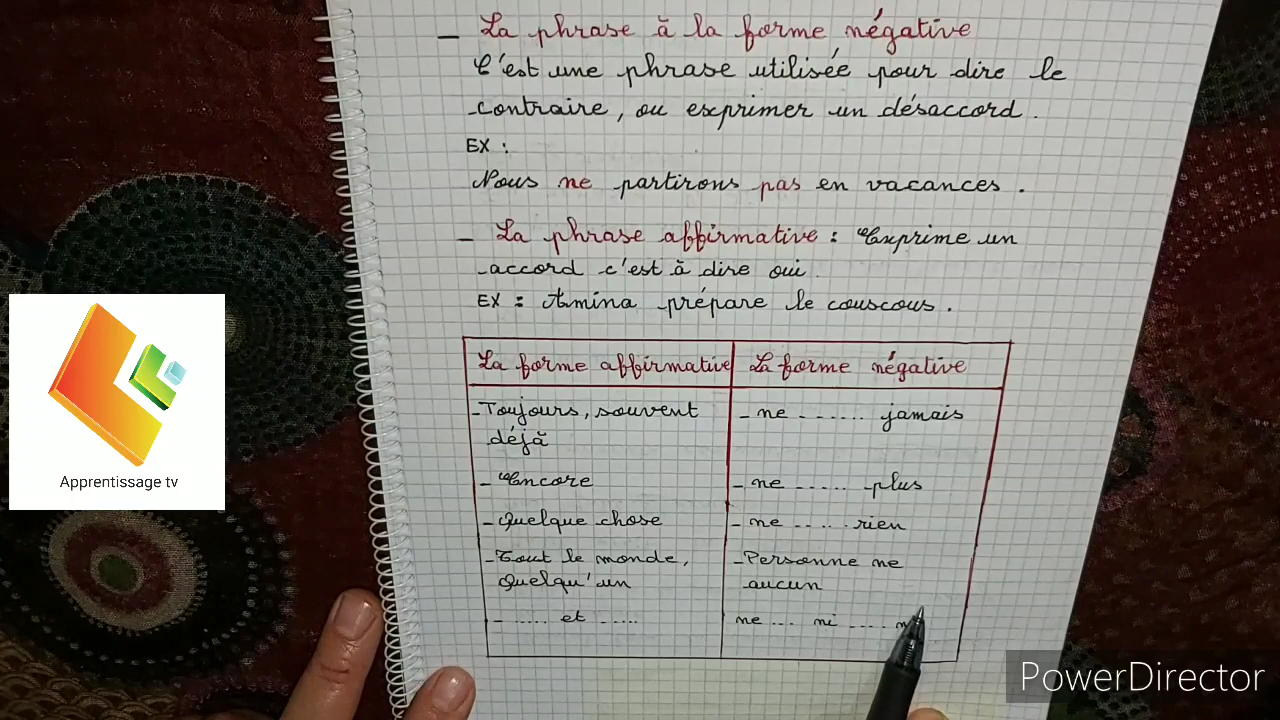 - La phrase à la forme négative
C'est une phrase utilisée pour dire le
contraire, ou exprimer un désaccord.
EX :
Nous ne partirons pas en vacances.
- La phrase affirmative : Exprime un
accord c'est à dire oui.
EX : Amina prépare le couscous.
La forme affirmative La forme négative
- Toujours, souvent - ne ....... jamais
déjà
- Encore - ne ..... plus
- Quelque chose - ne ..... rien
- Tout le monde, - Personne ne
Quelqu'un aucun
- ..... et ..... ne ... ni ....
Apprentissage tv
PowerDirector